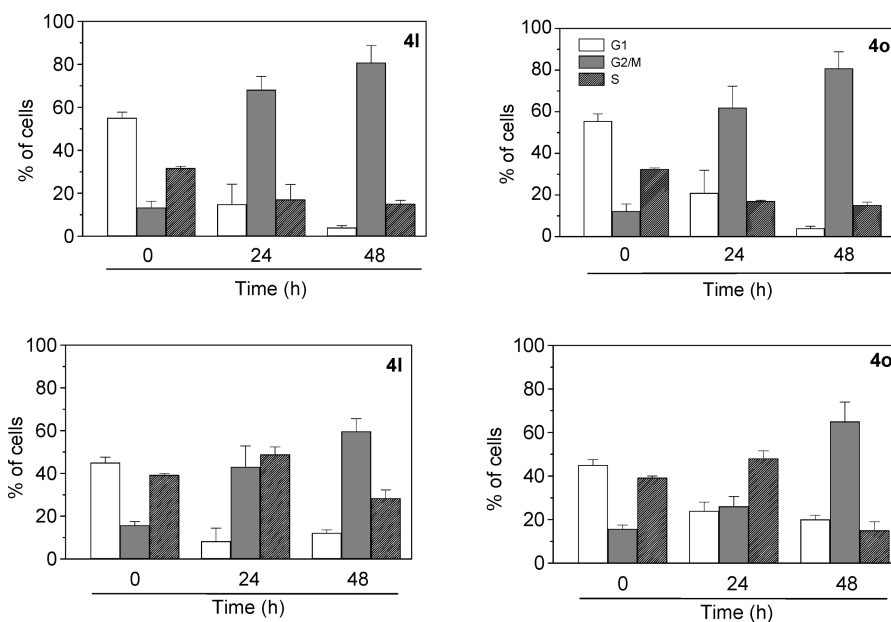 100
80
60
40
20
0
% of cells
4l
0 24 48
Time (h)
100
80
60
40
20
0
% of cells
G1
G2/M
S
4o
0 24 48
Time (h)
100
80
60
40
20
0
% of cells
4l
0 24 48
Time (h)
100
80
60
40
20
0
% of cells
4o
0 24 48
Time (h)